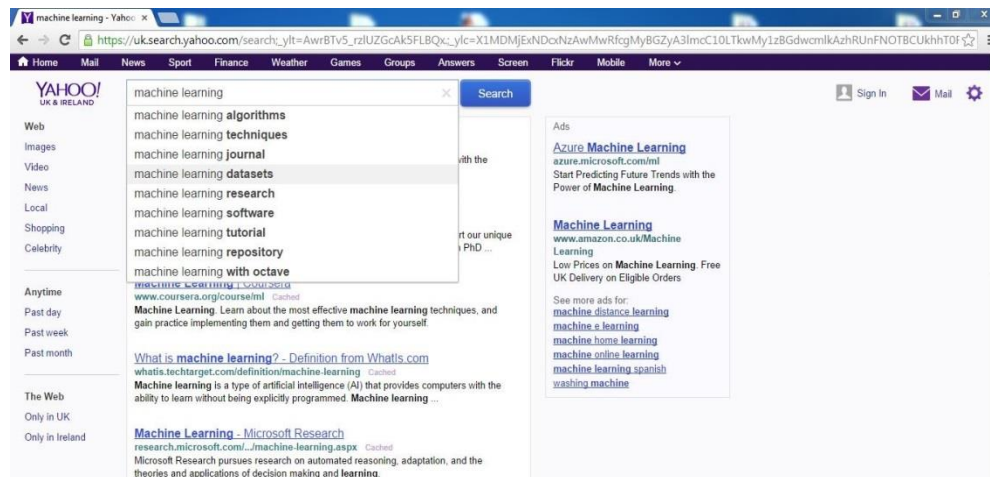 machine learning - Yahoo
https://uk.search.yahoo.com/search;_ylt=AwrBTv5_rzlUZGcAk5FLBQx;_ylc=X1MDMjExNDcxNzAwMwRfcgMyBGZyA3lmcC10LTkwMy1zBGdwcmlkAzhRUnFNOTBCUkhhT0F
Home Mail News Sport Finance Weather Games Groups Answers Screen Flickr Mobile More
YAHOO!
UK & IRELAND
machine learning
Search
Sign In Mail
Web
Images
Video
News
Local
Shopping
Celebrity
Anytime
Past day
Past week
Past month
The Web
Only in UK
Only in Ireland
machine learning algorithms
machine learning techniques
machine learning journal
machine learning datasets
machine learning research
machine learning software
machine learning tutorial
machine learning repository
machine learning with octave
with the
rt our unique
PhD ...
Machine Learning | Coursera
www.coursera.org/course/ml Cached
Machine Learning. Learn about the most effective machine learning techniques, and
gain practice implementing them and getting them to work for yourself.
What is machine learning? - Definition from WhatIs.com
whatis.techtarget.com/definition/machine-learning Cached
Machine learning is a type of artificial intelligence (AI) that provides computers with the
ability to learn without being explicitly programmed. Machine learning ...
Machine Learning - Microsoft Research
research.microsoft.com/.../machine-learning.aspx Cached
Microsoft Research pursues research on automated reasoning, adaptation, and the
theories and applications of decision making and learning.
Ads
Azure Machine Learning
azure.microsoft.com/ml
Start Predicting Future Trends with the
Power of Machine Learning.
Machine Learning
www.amazon.co.uk/Machine
Learning
Low Prices on Machine Learning. Free
UK Delivery on Eligible Orders
See more ads for:
machine distance learning
machine e learning
machine home learning
machine online learning
machine learning spanish
washing machine